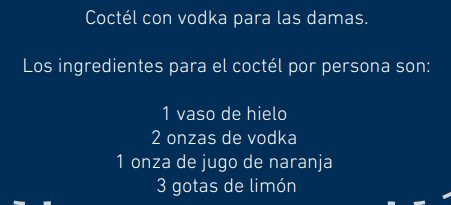 Coctél con vodka para las damas.
Los ingredientes para el coctél por persona son:
1 vaso de hielo
2 onzas de vodka
1 onza de jugo de naranja
3 gotas de limón